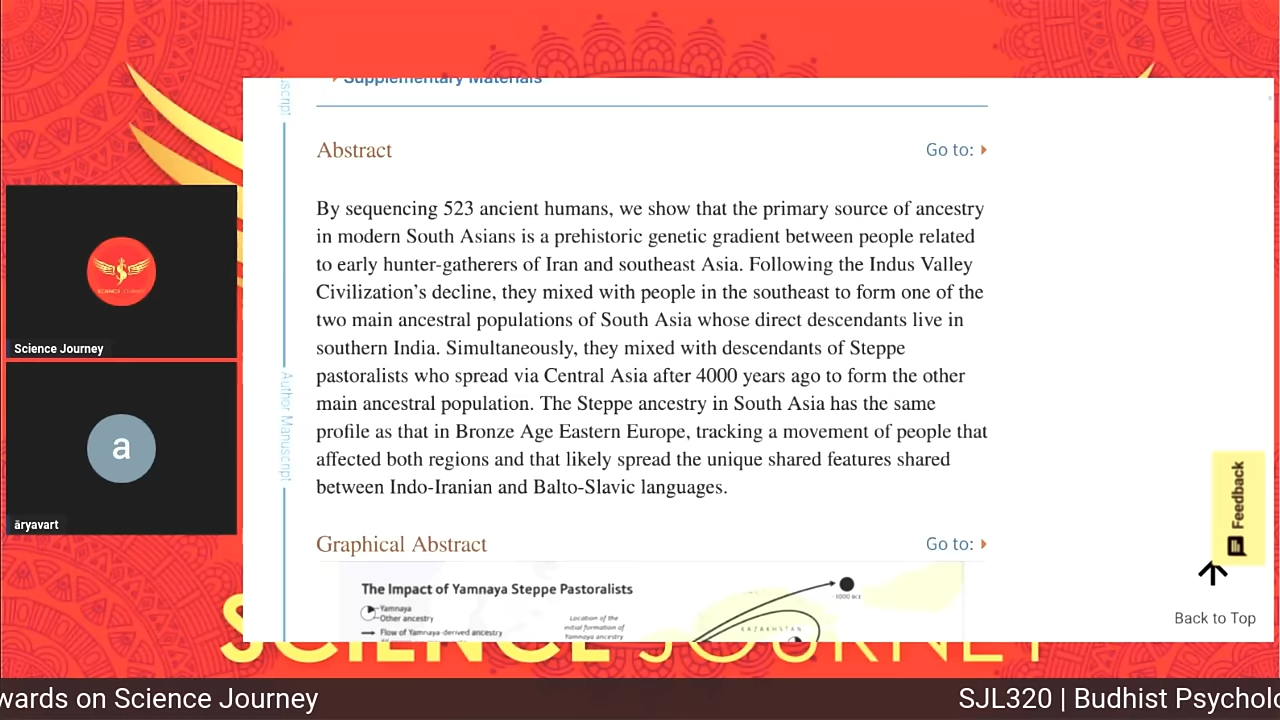 Supplementary Materials
Abstract
Go to:
By sequencing 523 ancient humans, we show that the primary source of ancestry
in modern South Asians is a prehistoric genetic gradient between people related
to early hunter-gatherers of Iran and southeast Asia. Following the Indus Valley
Civilization’s decline, they mixed with people in the southeast to form one of the
two main ancestral populations of South Asia whose direct descendants live in
southern India. Simultaneously, they mixed with descendants of Steppe
pastoralists who spread via Central Asia after 4000 years ago to form the other
main ancestral population. The Steppe ancestry in South Asia has the same
profile as that in Bronze Age Eastern Europe, tracking a movement of people that
affected both regions and that likely spread the unique shared features shared
between Indo-Iranian and Balto-Slavic languages.
Graphical Abstract
Go to:
The Impact of Yamnaya Steppe Pastoralists
Yamnaya
Other ancestry
Flow of Yamnaya-derived ancestry
Location of the
initial formation of
Yamnaya ancestry
3000 BCE
KAZAKHSTAN
Author Manuscript
Feedback
Back to Top
Science Journey
a
āryavart
SCIENCE JOURNEY
wards on Science Journey
SJL320 | Budhist Psycholo